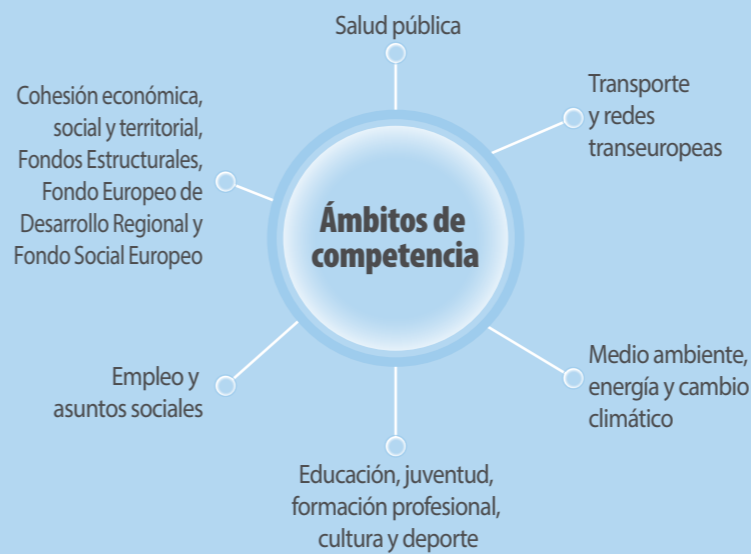 Salud pública
Transporte
y redes
transeuropeas
Cohesión económica,
social y territorial,
Fondos Estructurales,
Fondo Europeo de
Desarrollo Regional y
Fondo Social Europeo
Ámbitos de
competencia
Medio ambiente,
energía y cambio
climático
Empleo y
asuntos sociales
Educación, juventud,
formación profesional,
cultura y deporte